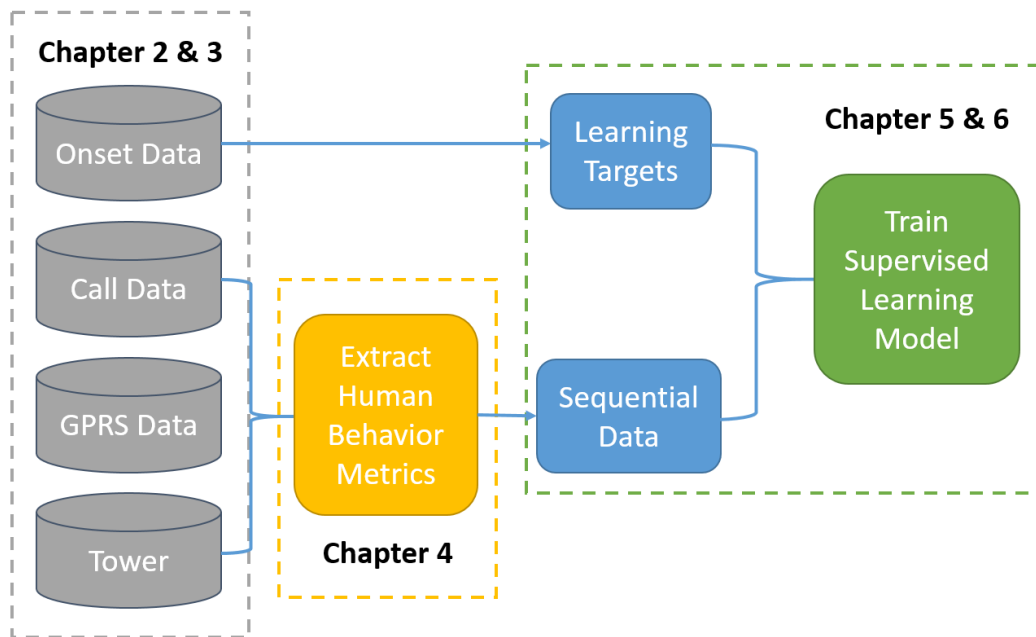 Chapter 2 & 3
Onset Data
Call Data
GPRS Data
Tower
Extract
Human
Behavior
Metrics
Chapter 4
Learning
Targets
Sequential
Data
Chapter 5 & 6
Train
Supervised
Learning
Model